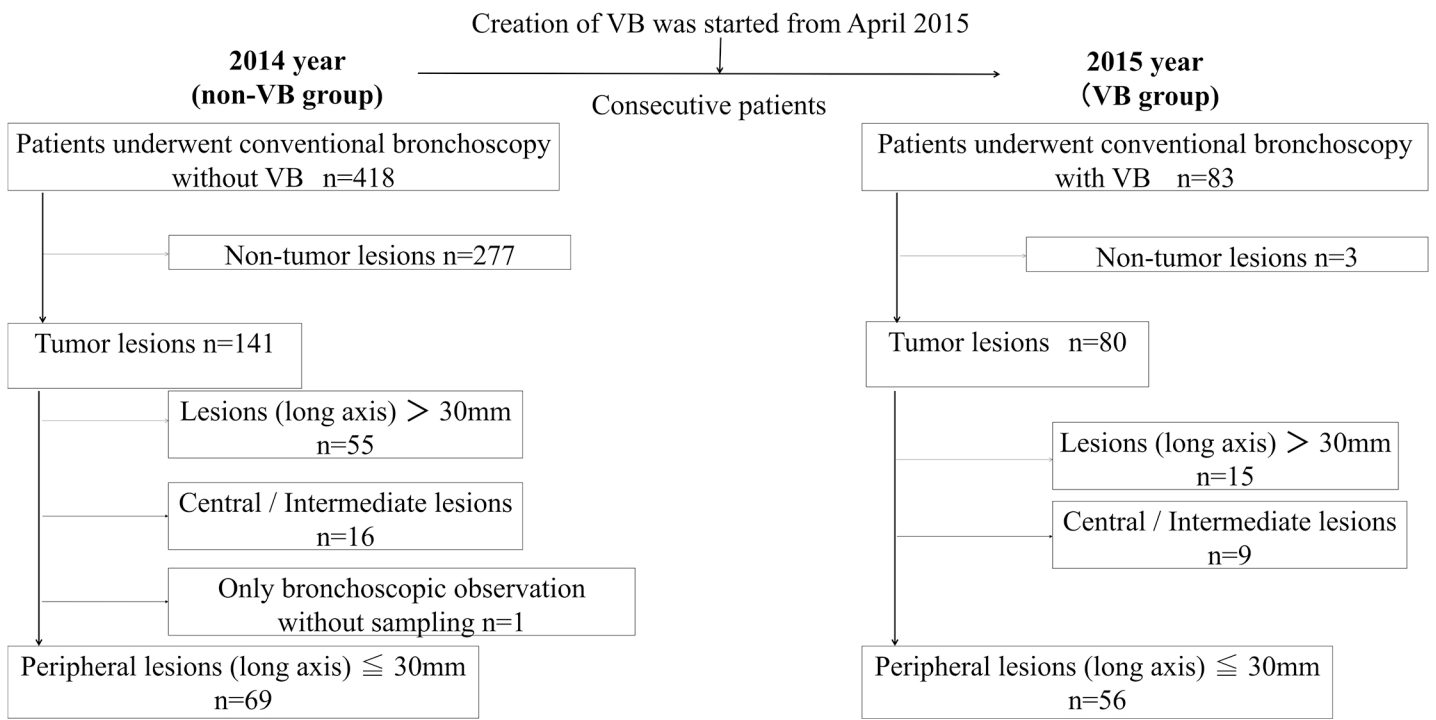 Creation of VB was started from April 2015
2014 year
(non-VB group)
Consecutive patients
2015 year
（VB group)
Patients underwent conventional bronchoscopy
without VB n=418
Non-tumor lesions n=277
Tumor lesions n=141
Lesions (long axis) ＞ 30mm
n=55
Central / Intermediate lesions
n=16
Only bronchoscopic observation
without sampling n=1
Peripheral lesions (long axis) ≦ 30mm
n=69
Patients underwent conventional bronchoscopy
with VB n=83
Non-tumor lesions n=3
Tumor lesions n=80
Lesions (long axis) ＞ 30mm
n=15
Central / Intermediate lesions
n=9
Peripheral lesions (long axis) ≦ 30mm
n=56